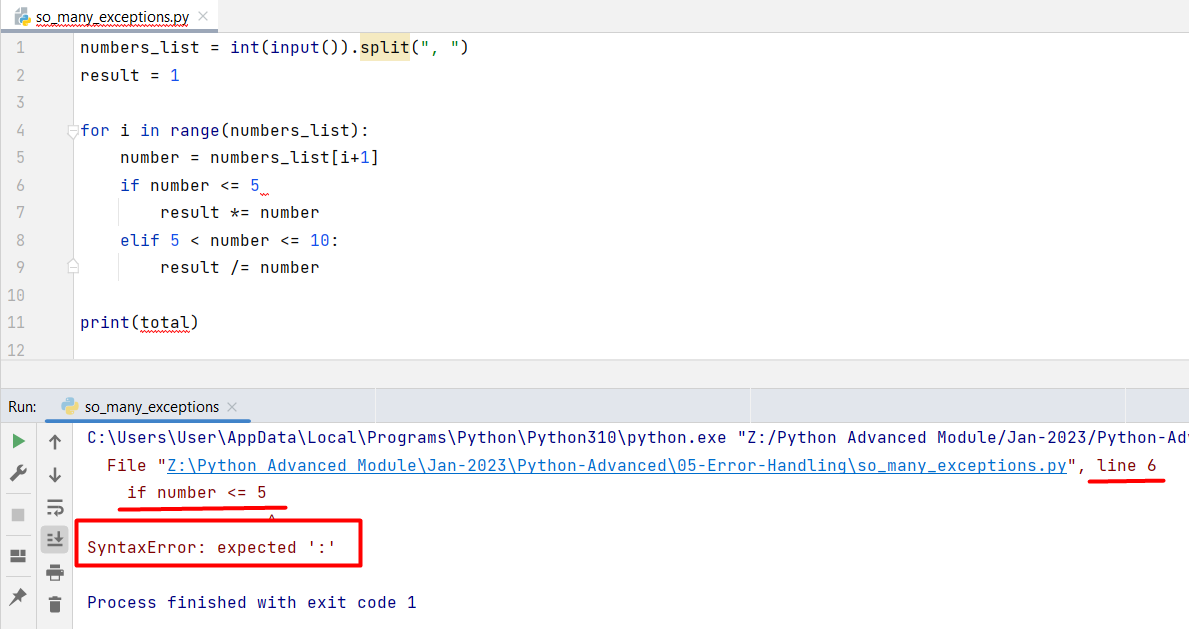 so_many_exceptions.py
1 numbers_list = int(input()).split(", ")
2 result = 1
3
4 for i in range(numbers_list):
5     number = numbers_list[i+1]
6     if number <= 5
7         result *= number
8     elif 5 < number <= 10:
9         result /= number
10
11 print(total)
12
Run: so_many_exceptions
C:\Users\User\AppData\Local\Programs\Python\Python310\python.exe "Z:/Python Advanced Module/Jan-2023/Python-Ad
  File "Z:\Python Advanced Module\Jan-2023\Python-Advanced\05-Error-Handling\so_many_exceptions.py", line 6
    if number <= 5
                  ^
SyntaxError: expected ':'
Process finished with exit code 1